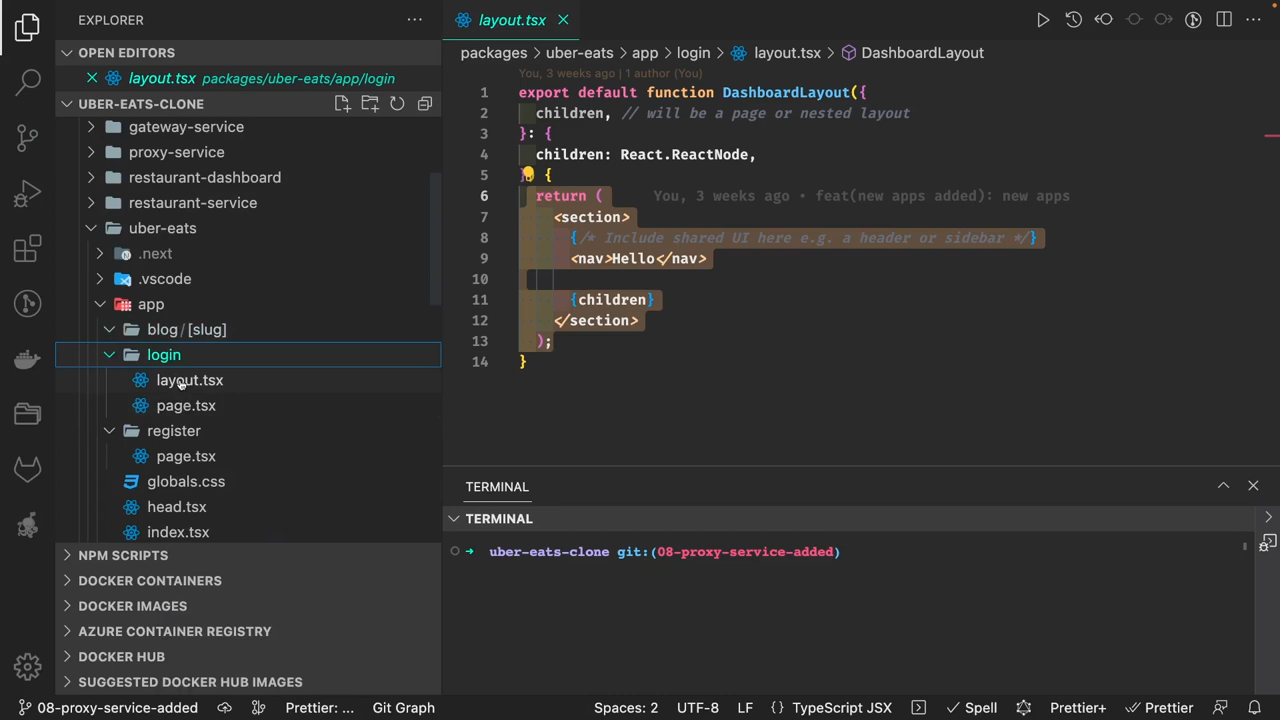 EXPLORER
OPEN EDITORS
layout.tsx packages/uber-eats/app/login
UBER-EATS-CLONE
gateway-service
proxy-service
restaurant-dashboard
restaurant-service
uber-eats
.next
.vscode
app
blog / [slug]
login
layout.tsx
page.tsx
register
page.tsx
globals.css
head.tsx
index.tsx
NPM SCRIPTS
DOCKER CONTAINERS
DOCKER IMAGES
AZURE CONTAINER REGISTRY
DOCKER HUB
SUGGESTED DOCKER HUB IMAGES
layout.tsx
packages > uber-eats > app > login > layout.tsx > DashboardLayout
You, 3 weeks ago | 1 author (You)
1 export default function DashboardLayout({
2 children, // will be a page or nested layout
3 }: {
4 children: React.ReactNode,
5 }) {
6 return ( You, 3 weeks ago • feat(new apps added): new apps
7 <section>
8 {/* Include shared UI here e.g. a header or sidebar */}
9 <nav>Hello</nav>
10
11 {children}
12 </section>
13 );
14 }
TERMINAL
TERMINAL
→ uber-eats-clone git:(08-proxy-service-added)
08-proxy-service-added Prettier: ... Git Graph Spaces: 2 UTF-8 LF {} TypeScript JSX Spell Prettier+ Prettier